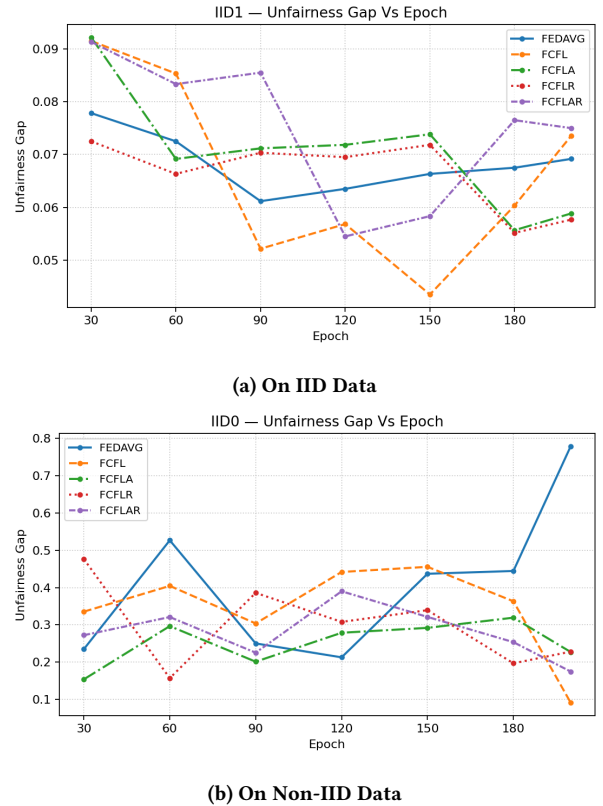 IID1 — Unfairness Gap Vs Epoch
FEDAVG
FCFL
FCFLA
FCFLR
FCFLAR
Unfairness Gap
0.09
0.08
0.07
0.06
0.05
30 60 90 120 150 180
Epoch
(a) On IID Data
IID0 — Unfairness Gap Vs Epoch
FEDAVG
FCFL
FCFLA
FCFLR
FCFLAR
Unfairness Gap
0.8
0.7
0.6
0.5
0.4
0.3
0.2
0.1
30 60 90 120 150 180
Epoch
(b) On Non-IID Data